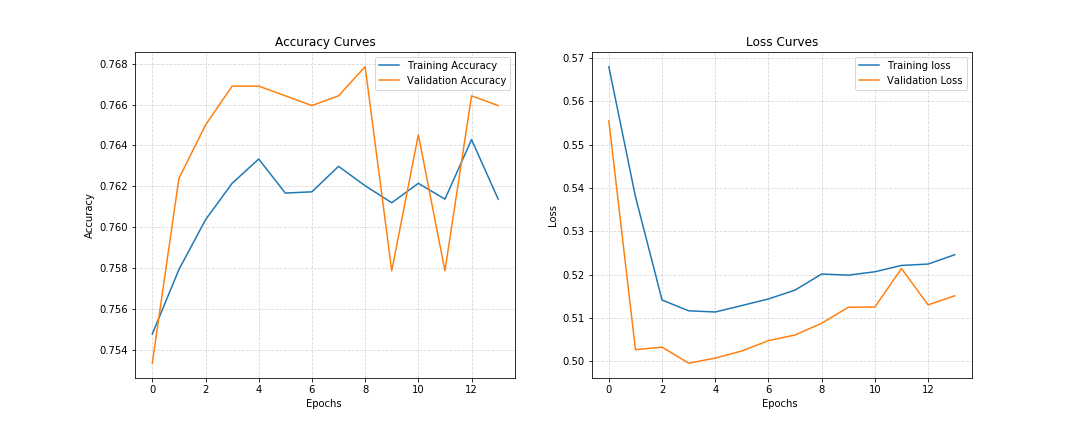 Accuracy Curves
Training Accuracy
Validation Accuracy
0.768
0.766
0.764
0.762
0.760
0.758
0.756
0.754
Accuracy
0 2 4 6 8 10 12
Epochs
Loss Curves
Training loss
Validation Loss
0.57
0.56
0.55
0.54
0.53
0.52
0.51
0.50
Loss
0 2 4 6 8 10 12
Epochs